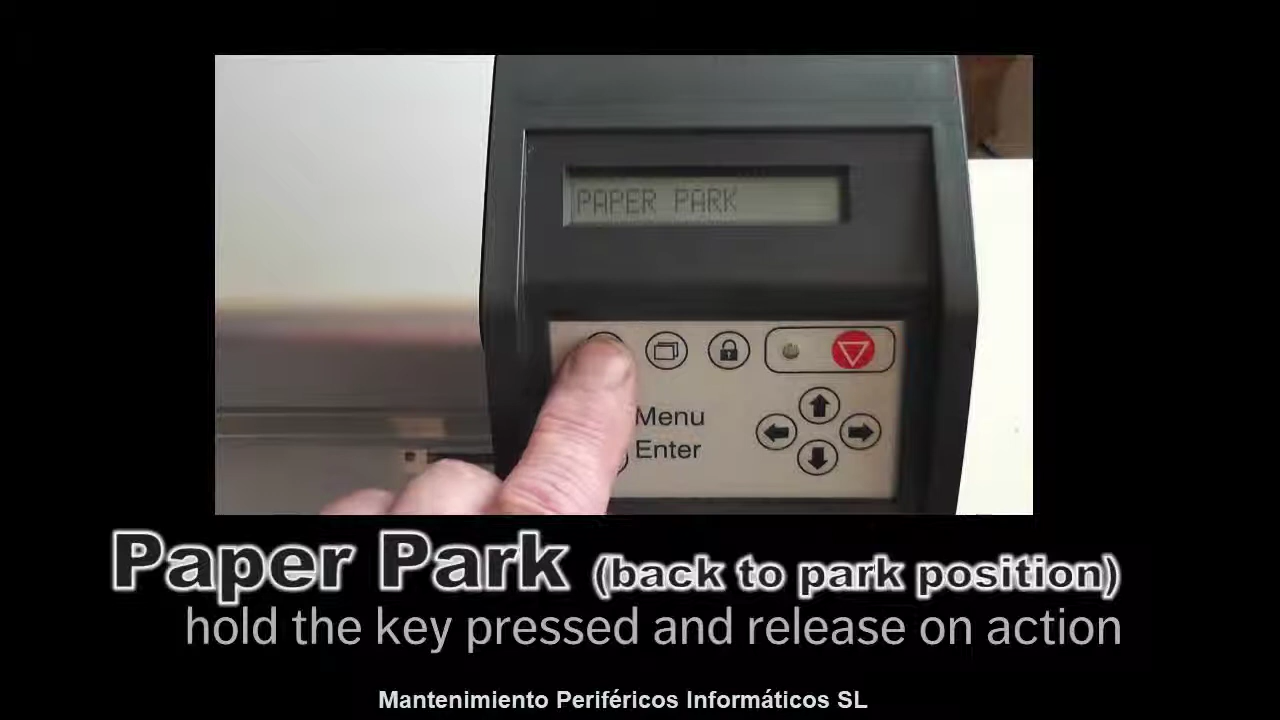 PAPER PARK
Menu
Enter
Paper Park (back to park position)
hold the key pressed and release on action
Mantenimiento Periféricos Informáticos SL